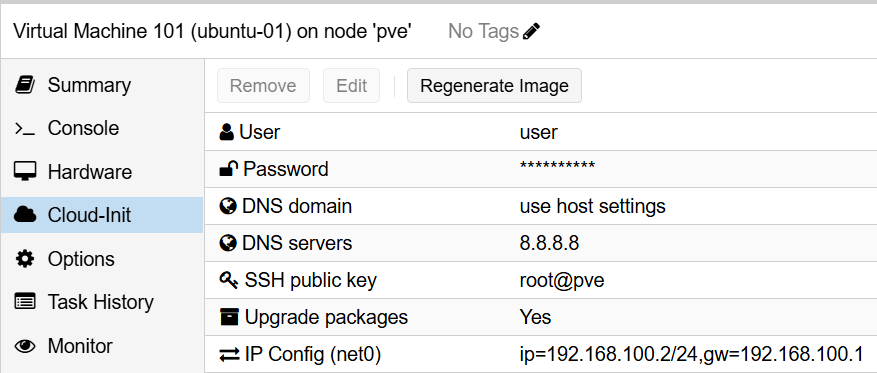 Virtual Machine 101 (ubuntu-01) on node 'pve' No Tags
Summary
Console
Hardware
Cloud-Init
Options
Task History
Monitor
Remove Edit Regenerate Image
User user
Password **********
DNS domain use host settings
DNS servers 8.8.8.8
SSH public key root@pve
Upgrade packages Yes
IP Config (net0) ip=192.168.100.2/24,gw=192.168.100.1